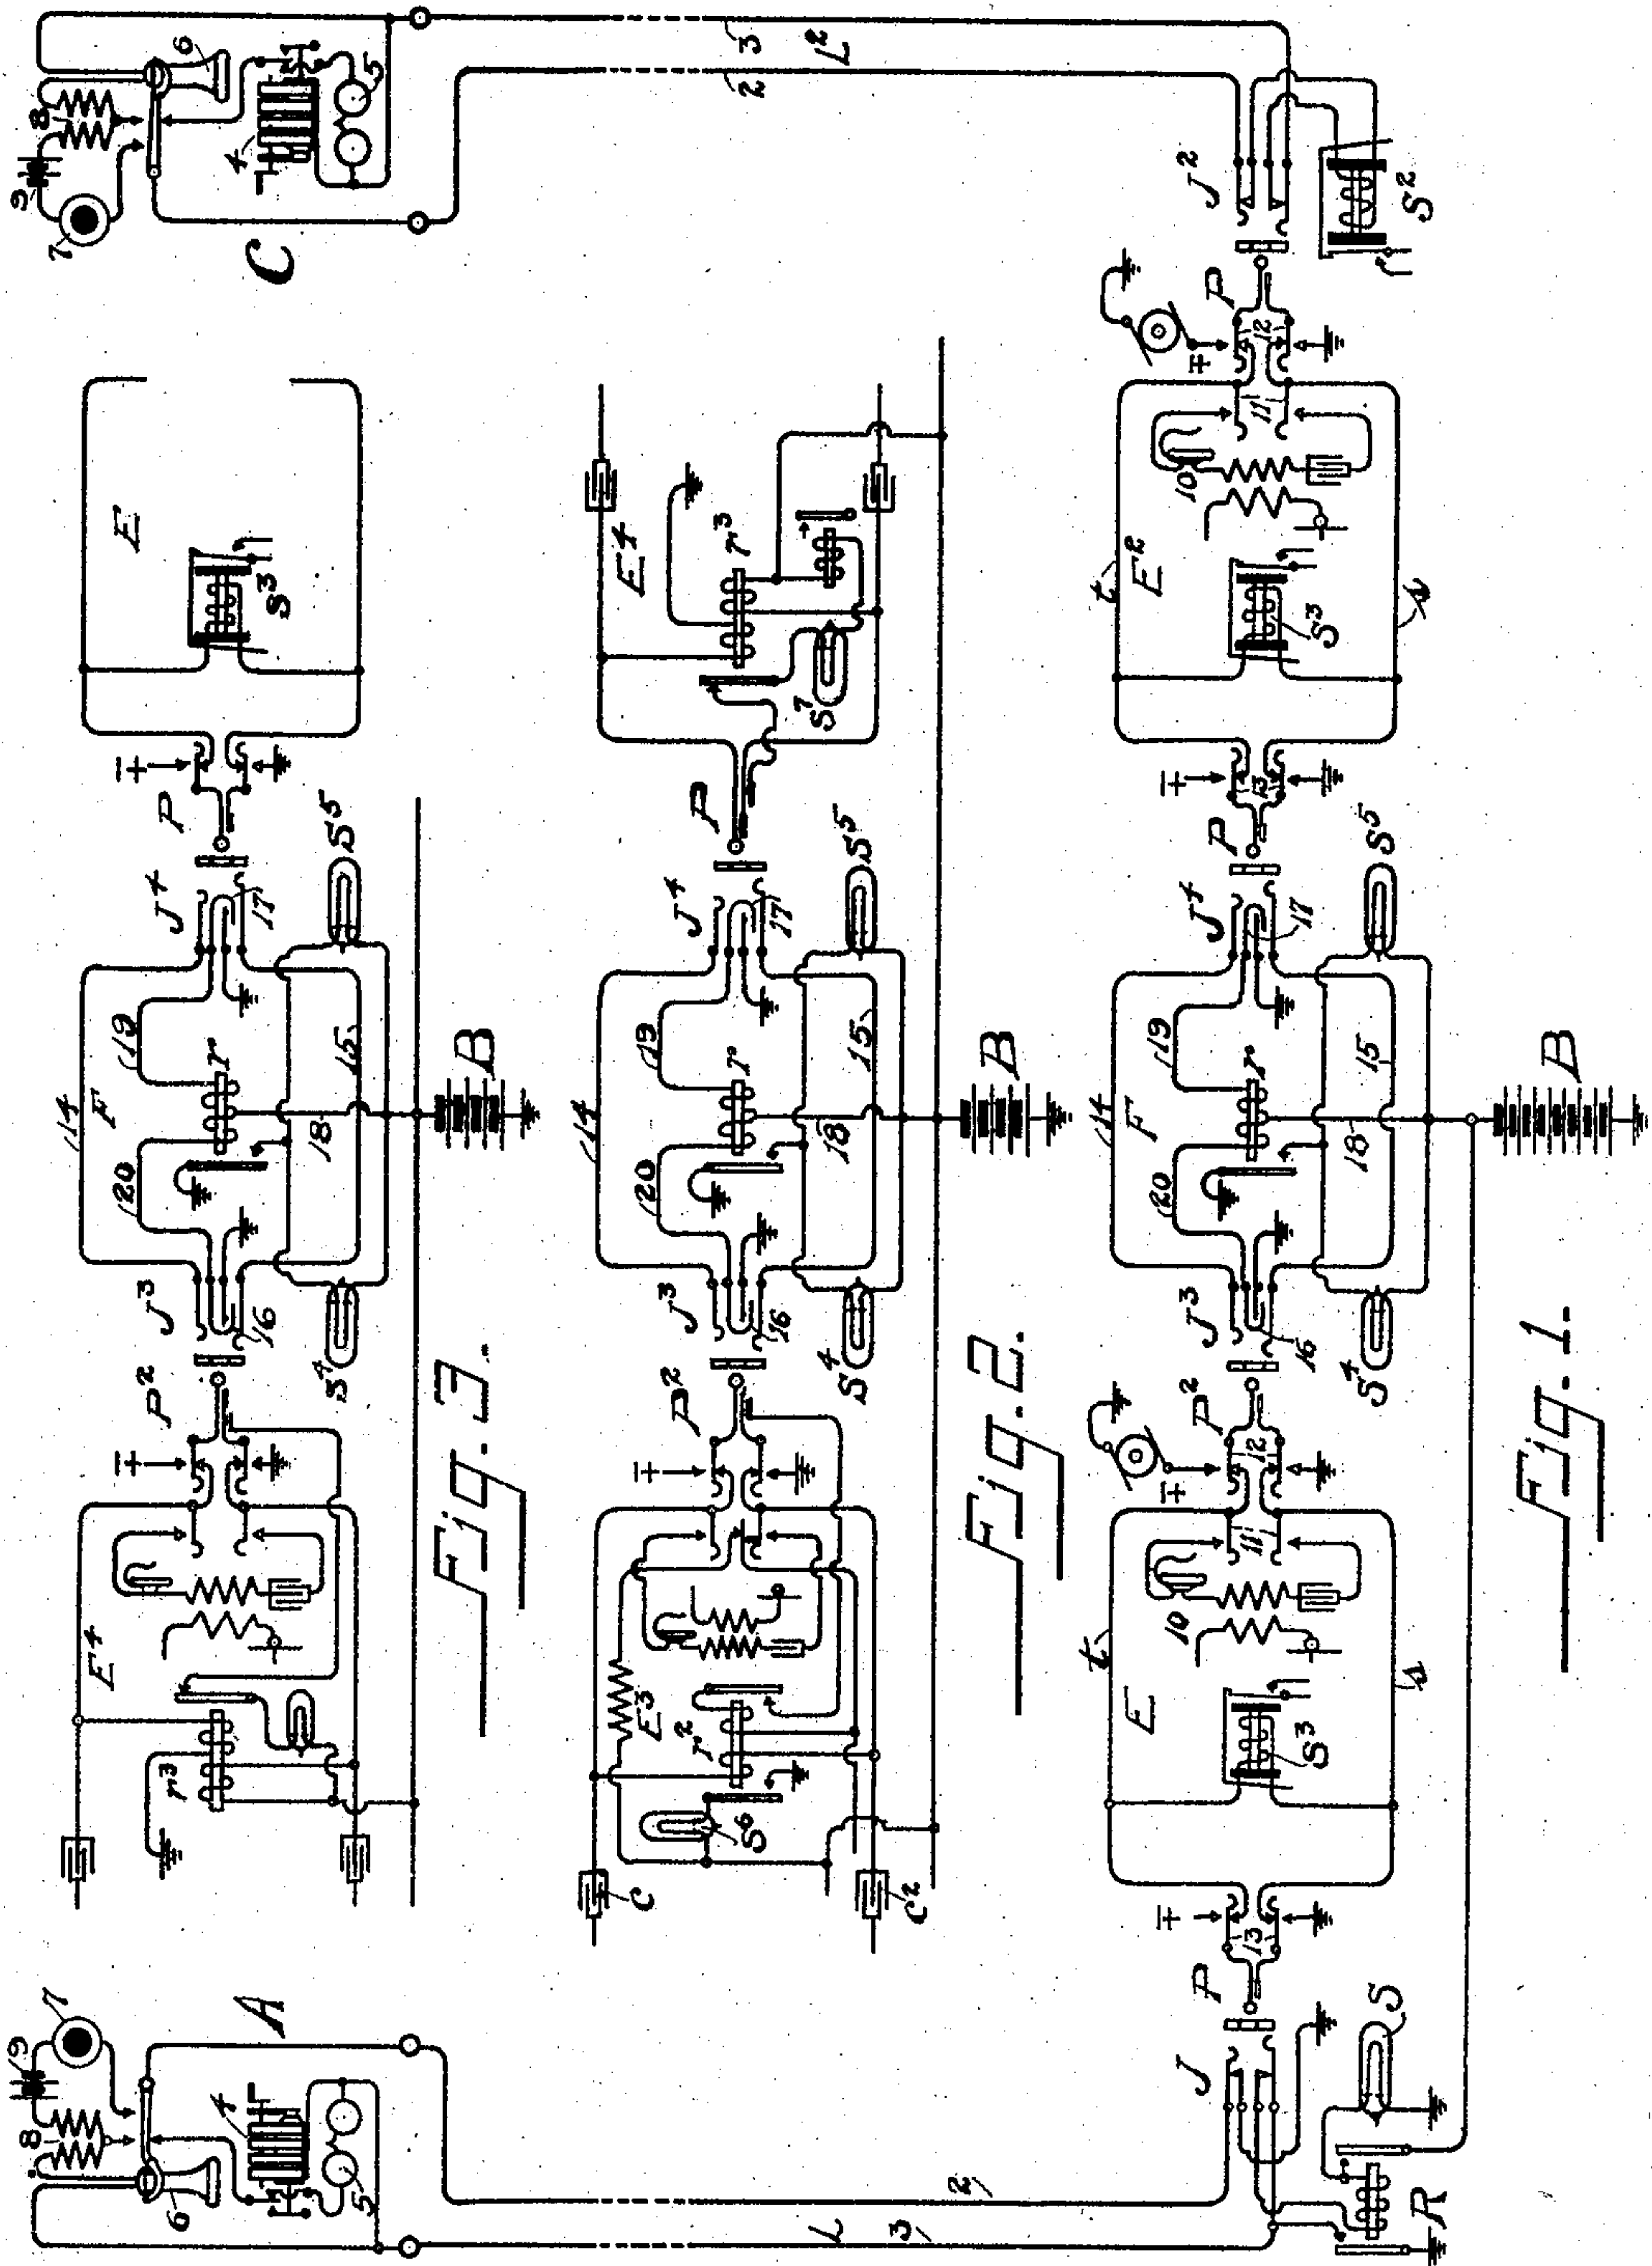 9
7
8
6
4
5
A
L
3
2
J
R
S
9
7
8
6
4
5
C
2
3
L²
J²
S²
E⁴
r³
P²
J³
16
S⁴
14
F
20
19
r
18
15
J⁴
17
S⁵
P
E
S³
B
Fig. 3.
C
C²
S⁶
E³
r²
P²
J³
16
S⁴
14
20
19
r
18
15
J⁴
17
S⁵
P
S⁷
E⁴
r³
B
Fig. 2.
P
13
t
E
S³
s
10
11
12
P²
J³
16
S⁴
14
F
20
19
r
18
15
J⁴
17
S⁵
P
13
t
E²
S³
s
10
11
12
P
B
Fig. 1.